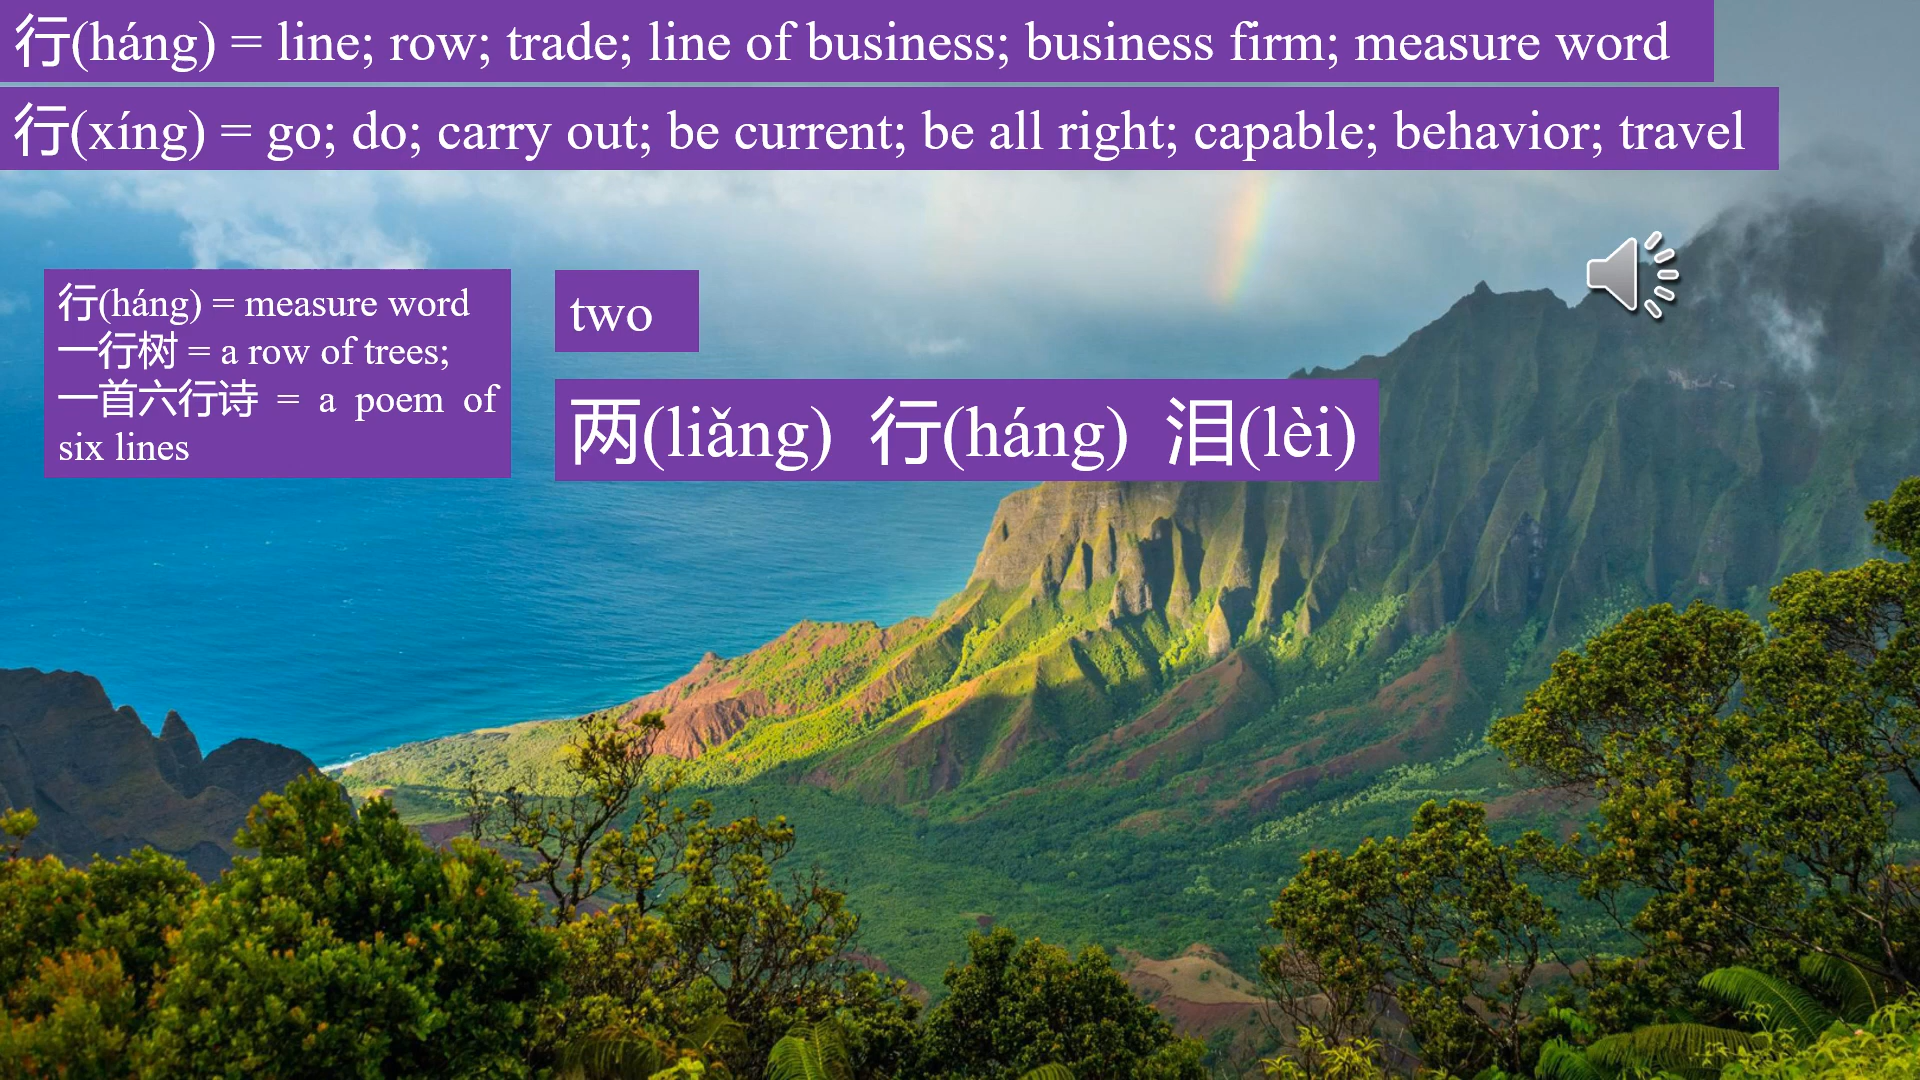 行(háng) = line; row; trade; line of business; business firm; measure word
行(xíng) = go; do; carry out; be current; be all right; capable; behavior; travel
行(háng) = measure word
一行树 = a row of trees;
一首六行诗 = a poem of
six lines
two
两(liǎng) 行(háng) 泪(lèi)